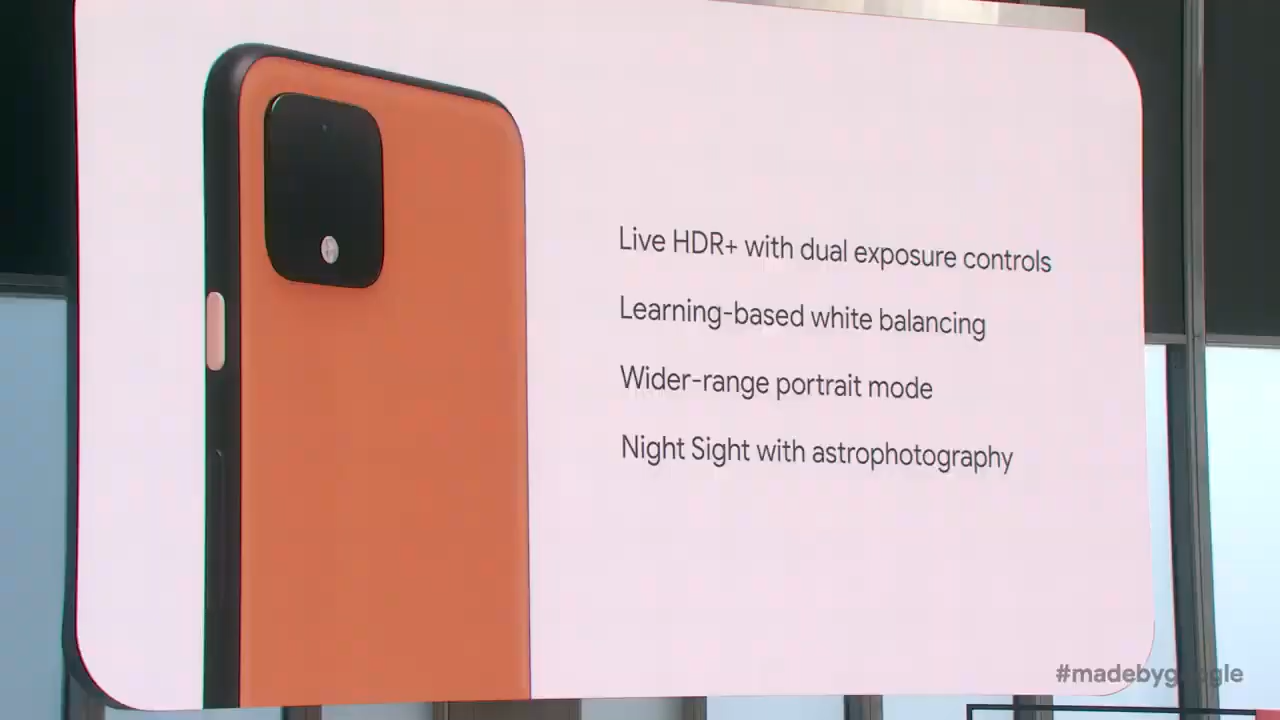 Live HDR+ with dual exposure controls
Learning-based white balancing
Wider-range portrait mode
Night Sight with astrophotography
#madebygoogle